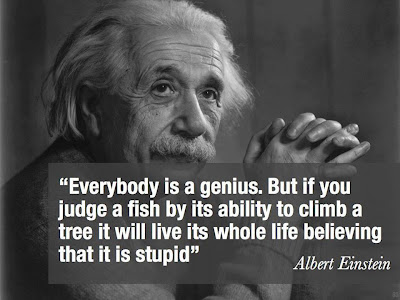 “Everybody is a genius. But if you
judge a fish by its ability to climb a
tree it will live its whole life believing
that it is stupid”
Albert Einstein